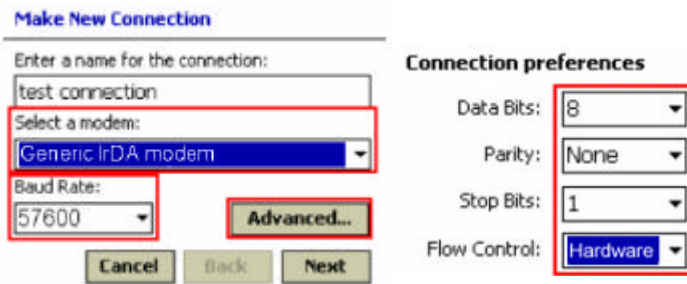 Make New Connection
Enter a name for the connection:
test connection
Select a modem:
Generic IrDA modem
Baud Rate:
57600
Advanced...
Cancel
Back
Next
Connection preferences
Data Bits: 8
Parity: None
Stop Bits: 1
Flow Control: Hardware